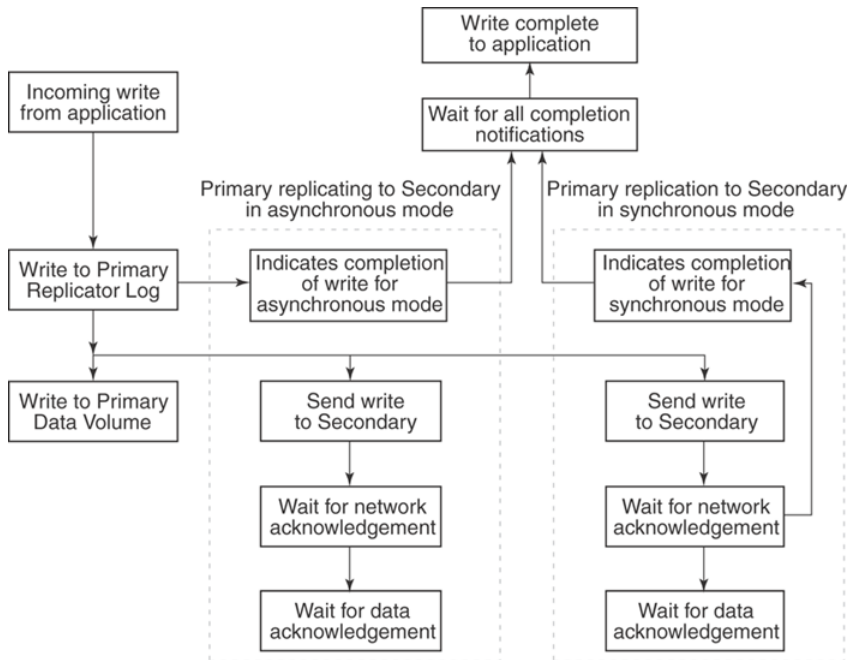 Write complete
to application
Incoming write
from application
Wait for all completion
notifications
Primary replicating to Secondary
in asynchronous mode
Primary replication to Secondary
in synchronous mode
Write to Primary
Replicator Log
Indicates completion
of write for
asynchronous mode
Indicates completion
of write for
synchronous mode
Write to Primary
Data Volume
Send write
to Secondary
Send write
to Secondary
Wait for network
acknowledgement
Wait for network
acknowledgement
Wait for data
acknowledgement
Wait for data
acknowledgement